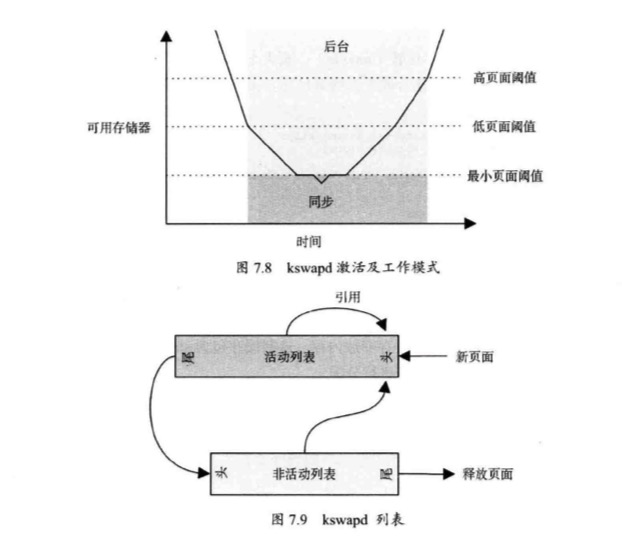 后台
高页面阈值
可用存储器
低页面阈值
最小页面阈值
同步
时间
图 7.8 kswapd 激活及工作模式
引用
尾 活动列表 头
新页面
头 非活动列表 尾
释放页面
图 7.9 kswapd 列表